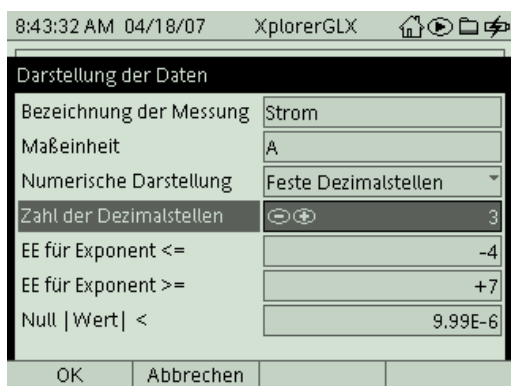 8:43:32 AM 04/18/07 XplorerGLX
Darstellung der Daten
Bezeichnung der Messung Strom
Maßeinheit A
Numerische Darstellung Feste Dezimalstellen
Zahl der Dezimalstellen 3
EE für Exponent <= -4
EE für Exponent >= +7
Null |Wert| < 9.99E-6
OK Abbrechen